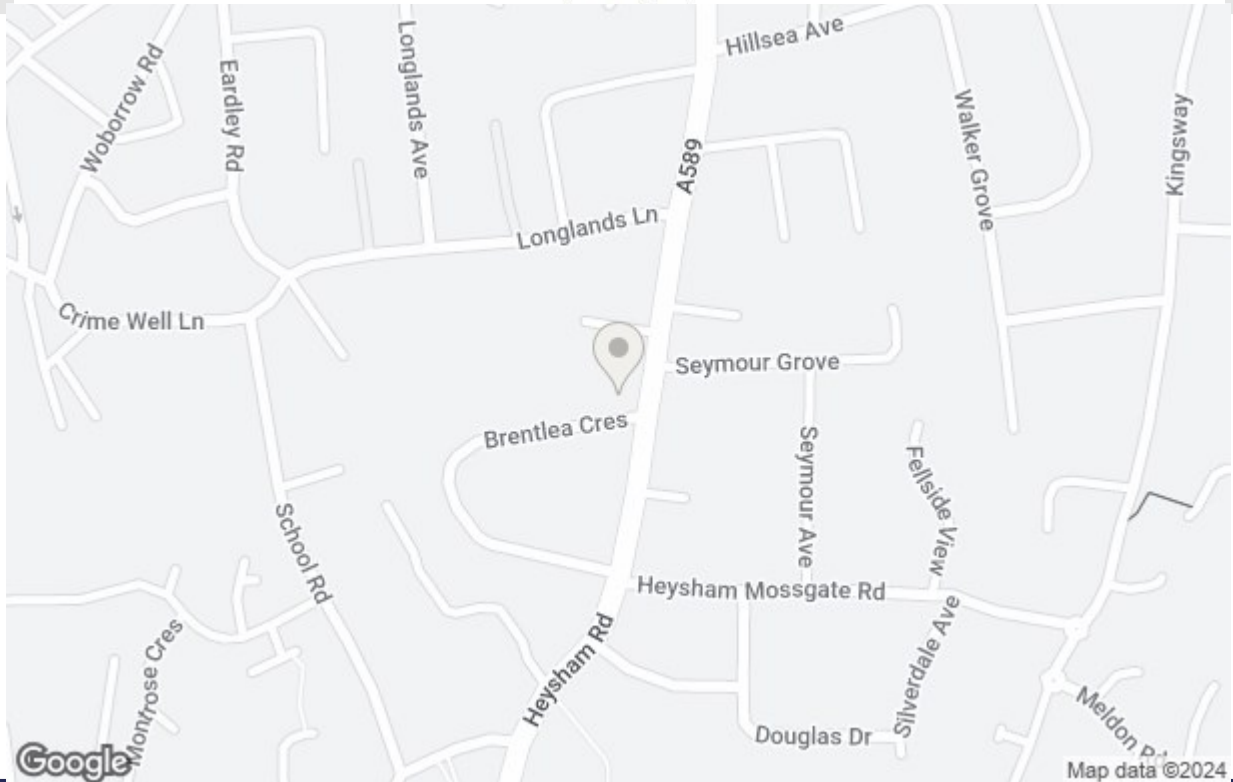 Hillsea Ave
Longlands Ave
Woborrow Rd
Eardley Rd
Walker Grove
Kingsway
A589
Longlands Ln
Crime Well Ln
Seymour Grove
Brentlea Cres
Seymour Ave
Fellside View
School Rd
Heysham Mossgate Rd
Heysham Rd
Silverdale Ave
Montrose Cres
Meldon Rd
Douglas Dr
Google
Map data ©2024